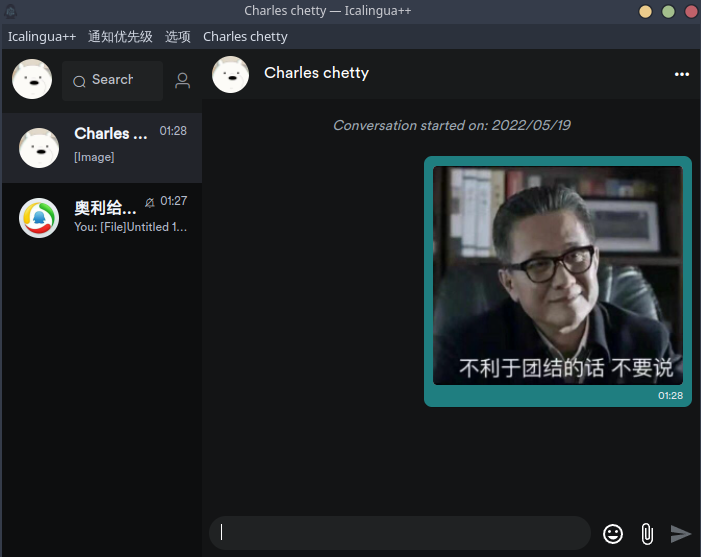 Charles chetty — Icalingua++
Icalingua++ 通知优先级 选项 Charles chetty
Search
Charles chetty
Charles ... 01:28
[Image]
奥利给... 01:27
You: [File]Untitled 1...
Conversation started on: 2022/05/19
不利于团结的话 不要说
01:28